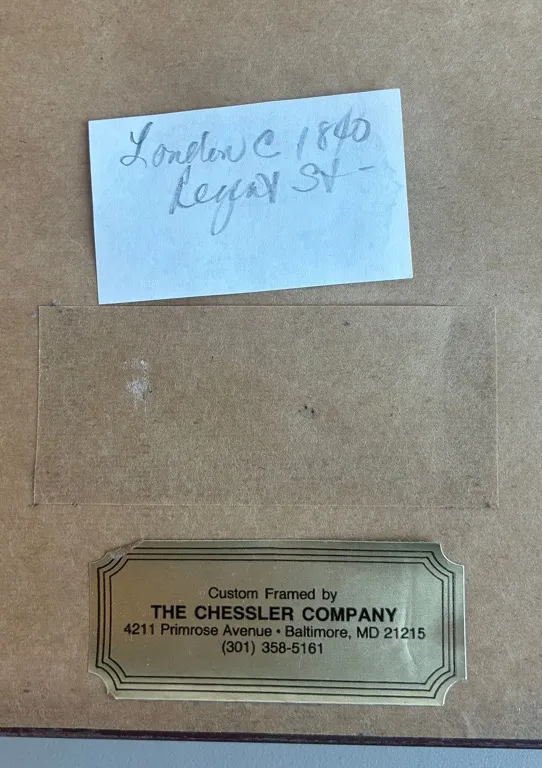 London C 1840
Regent St -
Custom Framed by
THE CHESSLER COMPANY
4211 Primrose Avenue • Baltimore, MD 21215
(301) 358-5161